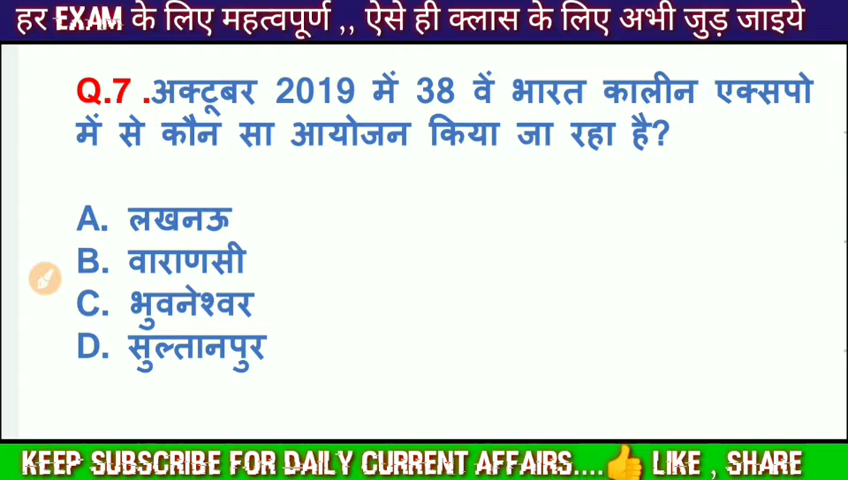 हर EXAM के लिए महत्वपूर्ण ,, ऐसे ही क्लास के लिए अभी जुड़ जाइये
Q.7 .अक्टूबर 2019 में 38 वें भारत कालीन एक्सपो
में से कौन सा आयोजन किया जा रहा है?
A. लखनऊ
B. वाराणसी
C. भुवनेश्वर
D. सुल्तानपुर
KEEP SUBSCRIBE FOR DAILY CURRENT AFFAIRS....👍 LIKE , SHARE